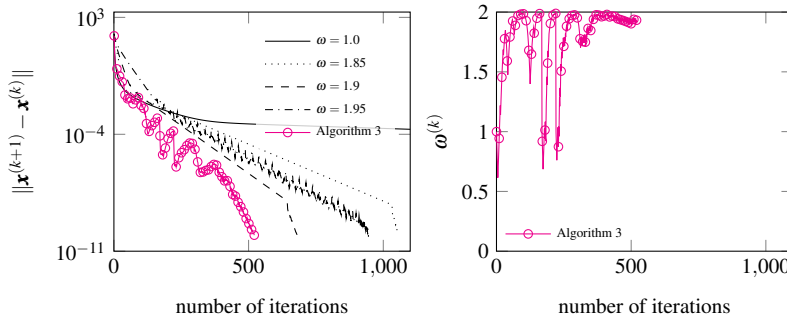 10^3
10^-4
10^-11
0
500
1,000
‖x^(k+1) − x^(k)‖
number of iterations
ω = 1.0
ω = 1.85
ω = 1.9
ω = 1.95
Algorithm 3
2
1.5
1
0.5
0
0
500
1,000
ω^(k)
number of iterations
Algorithm 3